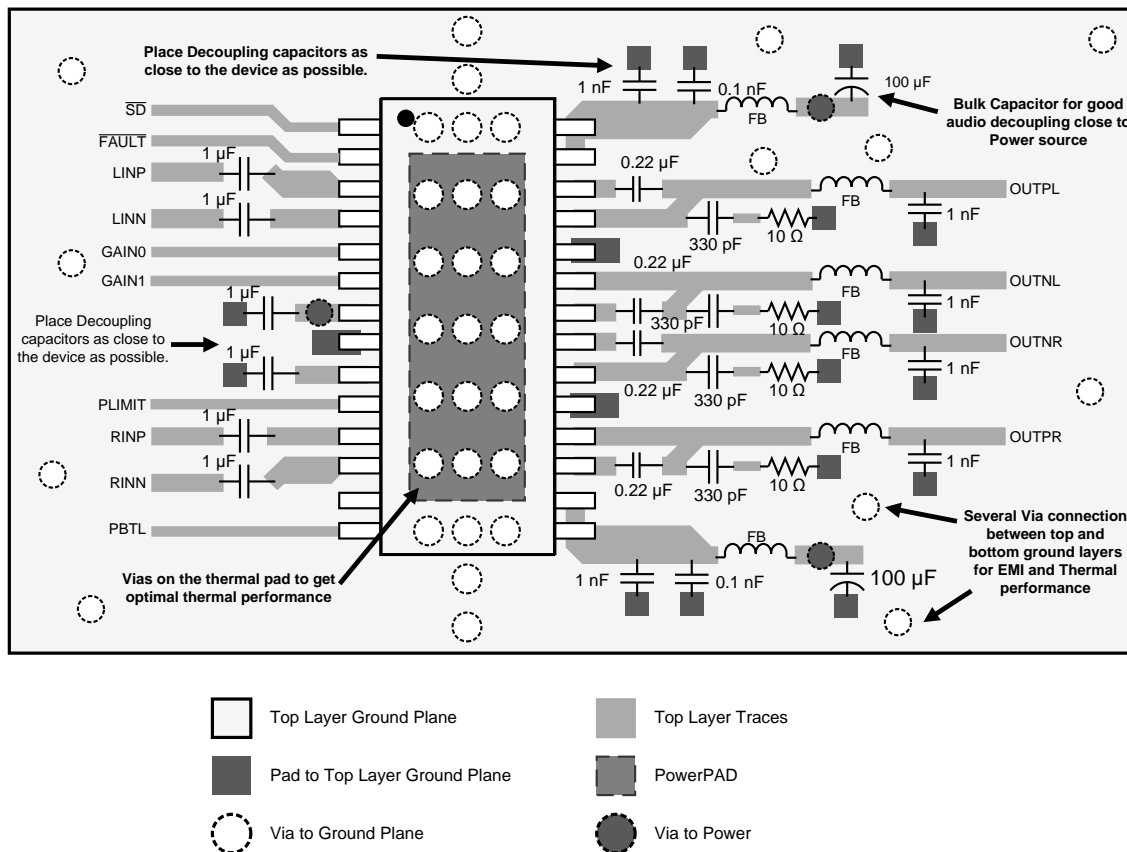 Place Decoupling capacitors as
close to the device as possible.
1 nF
0.1 nF
100 µF
FB
Bulk Capacitor for good
audio decoupling close to
Power source
SD
FAULT
1 µF
LINP
1 µF
LINN
GAIN0
GAIN1
1 µF
Place Decoupling
capacitors as close to
the device as possible.
1 µF
PLIMIT
1 µF
RINP
1 µF
RINN
PBTL
0.22 µF
FB
OUTPL
1 nF
330 pF
10 Ω
0.22 µF
FB
OUTNL
1 nF
330 pF
10 Ω
FB
OUTNR
1 nF
0.22 µF
330 pF
10 Ω
FB
OUTPR
1 nF
0.22 µF
330 pF
10 Ω
FB
1 nF
0.1 nF
100 µF
Several Via connection
between top and
bottom ground layers
for EMI and Thermal
performance
Vias on the thermal pad to get
optimal thermal performance
Top Layer Ground Plane
Top Layer Traces
Pad to Top Layer Ground Plane
PowerPAD
Via to Ground Plane
Via to Power